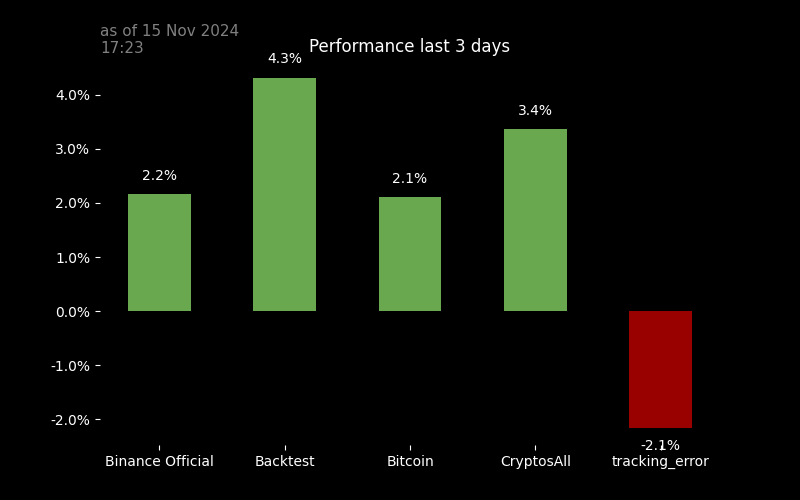 as of 15 Nov 2024
17:23
Performance last 3 days
4.3%
4.0%
3.4%
3.0%
2.2%
2.1%
2.0%
1.0%
0.0%
-1.0%
-2.0%
-2.1%
Binance Official
Backtest
Bitcoin
CryptosAll
tracking_error